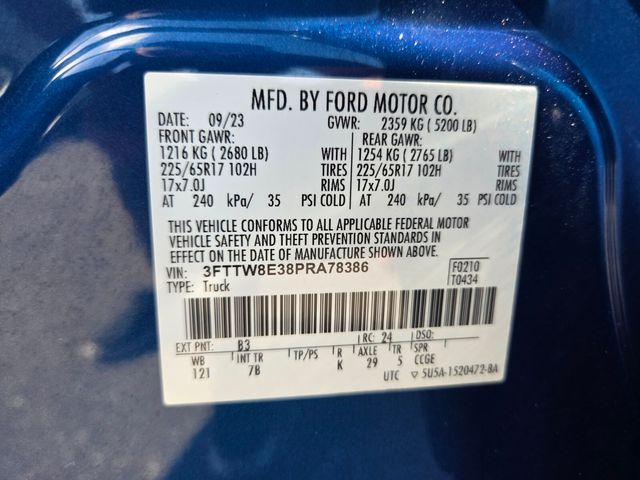 MFD. BY FORD MOTOR CO.
DATE: 09/23 GVWR: 2359 KG ( 5200 LB)
FRONT GAWR: REAR GAWR:
1216 KG ( 2680 LB) WITH 1254 KG ( 2765 LB) WITH
225/65R17 102H TIRES 225/65R17 102H TIRES
17x7.0J RIMS 17x7.0J RIMS
AT 240 kPa/ 35 PSI COLD AT 240 kPa/ 35 PSI COLD
THIS VEHICLE CONFORMS TO ALL APPLICABLE FEDERAL MOTOR
VEHICLE SAFETY AND THEFT PREVENTION STANDARDS IN
EFFECT ON THE DATE OF MANUFACTURE SHOWN ABOVE.
VIN: 3FTTW8E38PRA78386 F0210
TYPE: Truck T0434
EXT PNT: B3 RC: 24 DSO:
WB INT TR TP/PS R AXLE TR SPR
121 7B K 29 5 CCGE
UTC 5U5A-1520472-BA